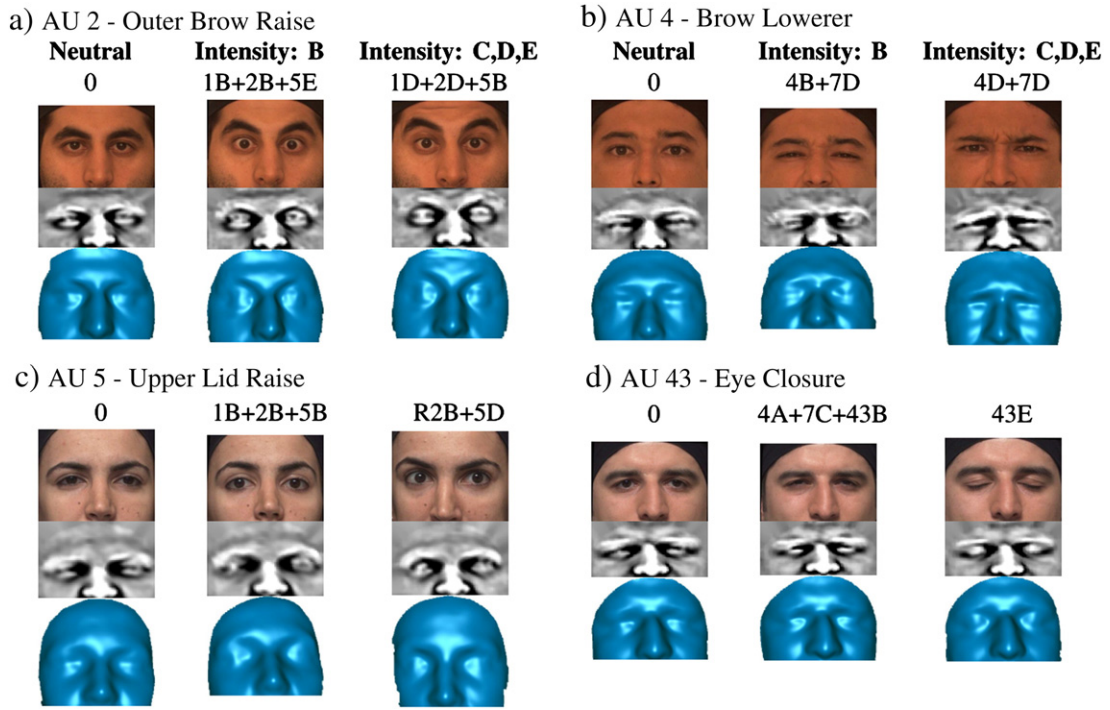 a) AU 2 - Outer Brow Raise
Neutral Intensity: B Intensity: C,D,E
0 1B+2B+5E 1D+2D+5B
b) AU 4 - Brow Lowerer
Neutral Intensity: B Intensity: C,D,E
0 4B+7D 4D+7D
c) AU 5 - Upper Lid Raise
0 1B+2B+5B R2B+5D
d) AU 43 - Eye Closure
0 4A+7C+43B 43E